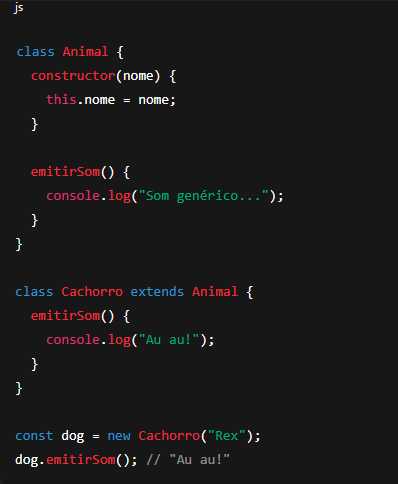 js
class Animal {
constructor(nome) {
this.nome = nome;
}
emitirSom() {
console.log("Som genérico...");
}
}
class Cachorro extends Animal {
emitirSom() {
console.log("Au au!");
}
}
const dog = new Cachorro("Rex");
dog.emitirSom(); // "Au au!"